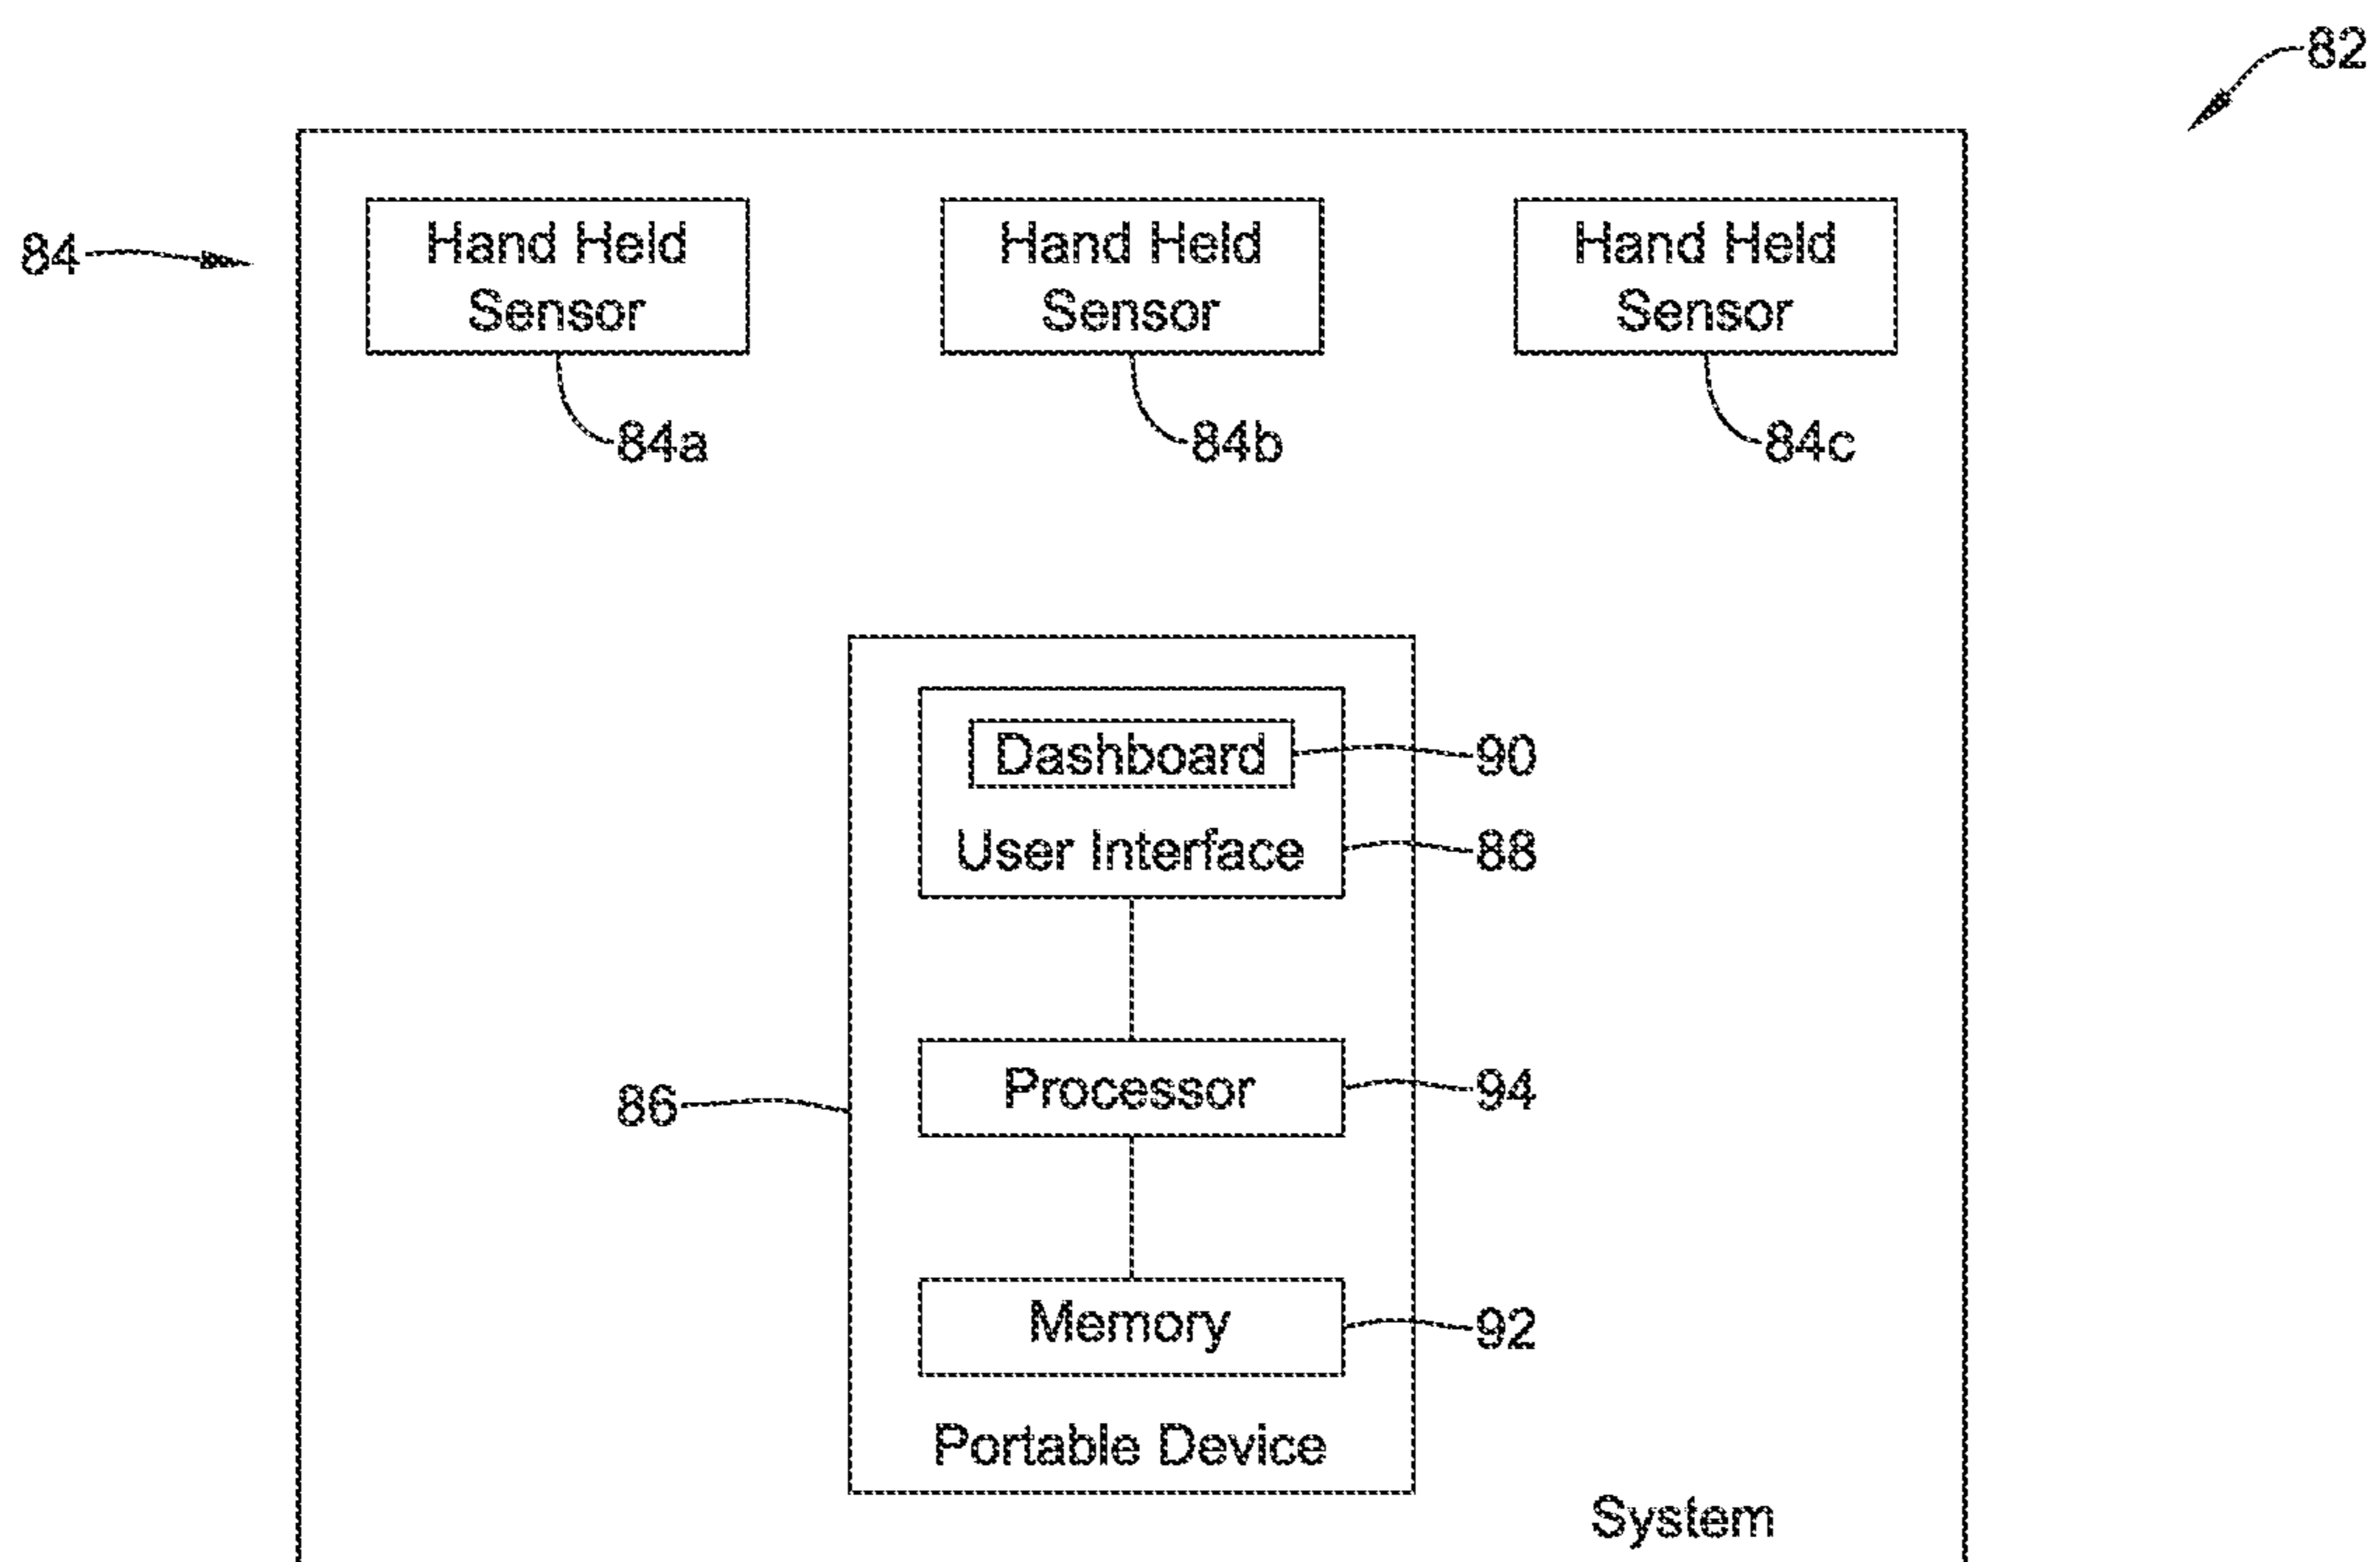 82
84
Hand Held
Sensor
Hand Held
Sensor
Hand Held
Sensor
84a
84b
84c
Dashboard
90
User Interface
88
86
Processor
94
Memory
92
Portable Device
System